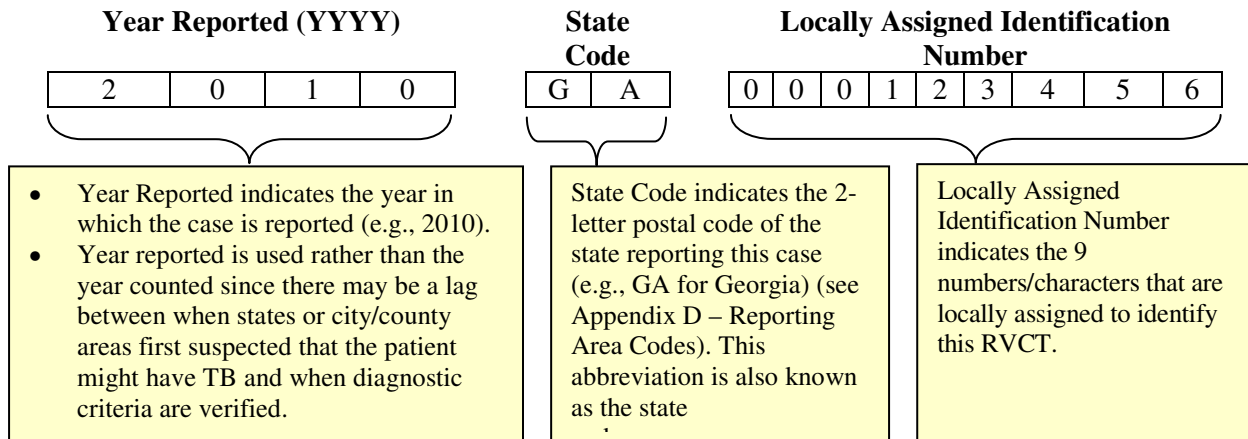 Year Reported (YYYY)
State Code
Locally Assigned Identification Number
2 0 1 0
G A
0 0 0 1 2 3 4 5 6
• Year Reported indicates the year in
which the case is reported (e.g., 2010).
• Year reported is used rather than the
year counted since there may be a lag
between when states or city/county
areas first suspected that the patient
might have TB and when diagnostic
criteria are verified.
State Code indicates the 2-
letter postal code of the
state reporting this case
(e.g., GA for Georgia) (see
Appendix D – Reporting
Area Codes). This
abbreviation is also known
as the state
Locally Assigned
Identification Number
indicates the 9
numbers/characters that are
locally assigned to identify
this RVCT.